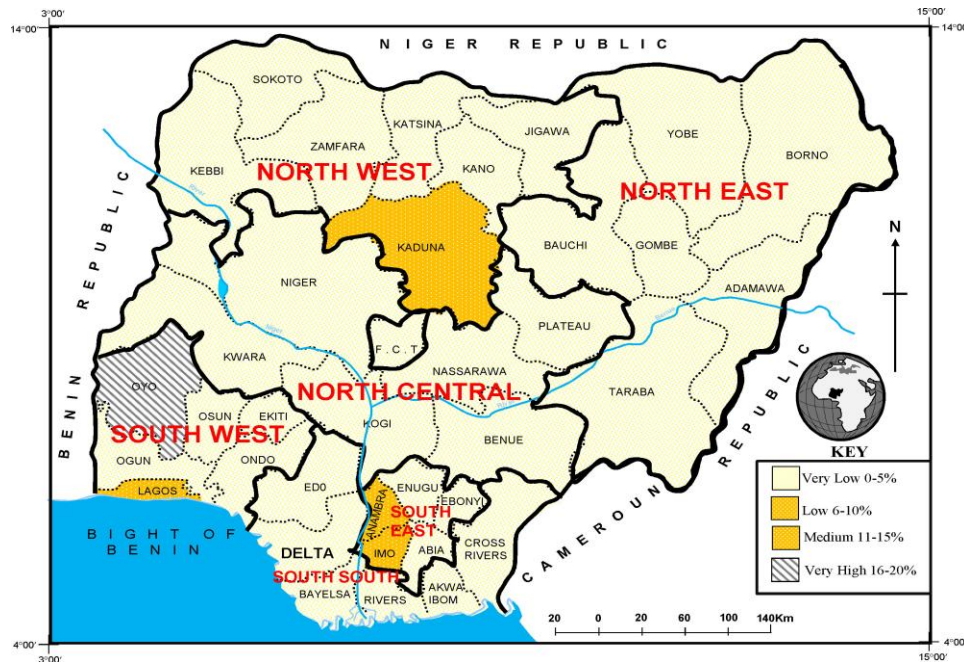 3°00'
15°00'
14°00'
14°00'
NIGER REPUBLIC
SOKOTO
KATSINA
JIGAWA
YOBE
BORNO
ZAMFARA
KANO
KEBBI
NORTH WEST
NORTH EAST
N
KADUNA
BAUCHI
GOMBE
BENIN REPUBLIC
NIGER
ADAMAWA
PLATEAU
Niger
F.C.T
KWARA
NASSARAWA
OYO
NORTH CENTRAL
TARABA
OSUN
EKITI
SOUTH WEST
KOGI
BENUE
OGUN
ONDO
CAMEROUN REPUBLIC
KEY
Very Low 0-5%
Low 6-10%
Medium 11-15%
Very High 16-20%
LAGOS
ED0
ENUGU
EBONYI
ANAMBRA
SOUTH
EAST
BIGHT OF
BENIN
DELTA
IMO
ABIA
CROSS
RIVERS
SOUTH SOUTH
BAYELSA
RIVERS
AKWA
IBOM
20 0 20 60 100 140Km
4°00'
4°00'
3°00'
15°00'